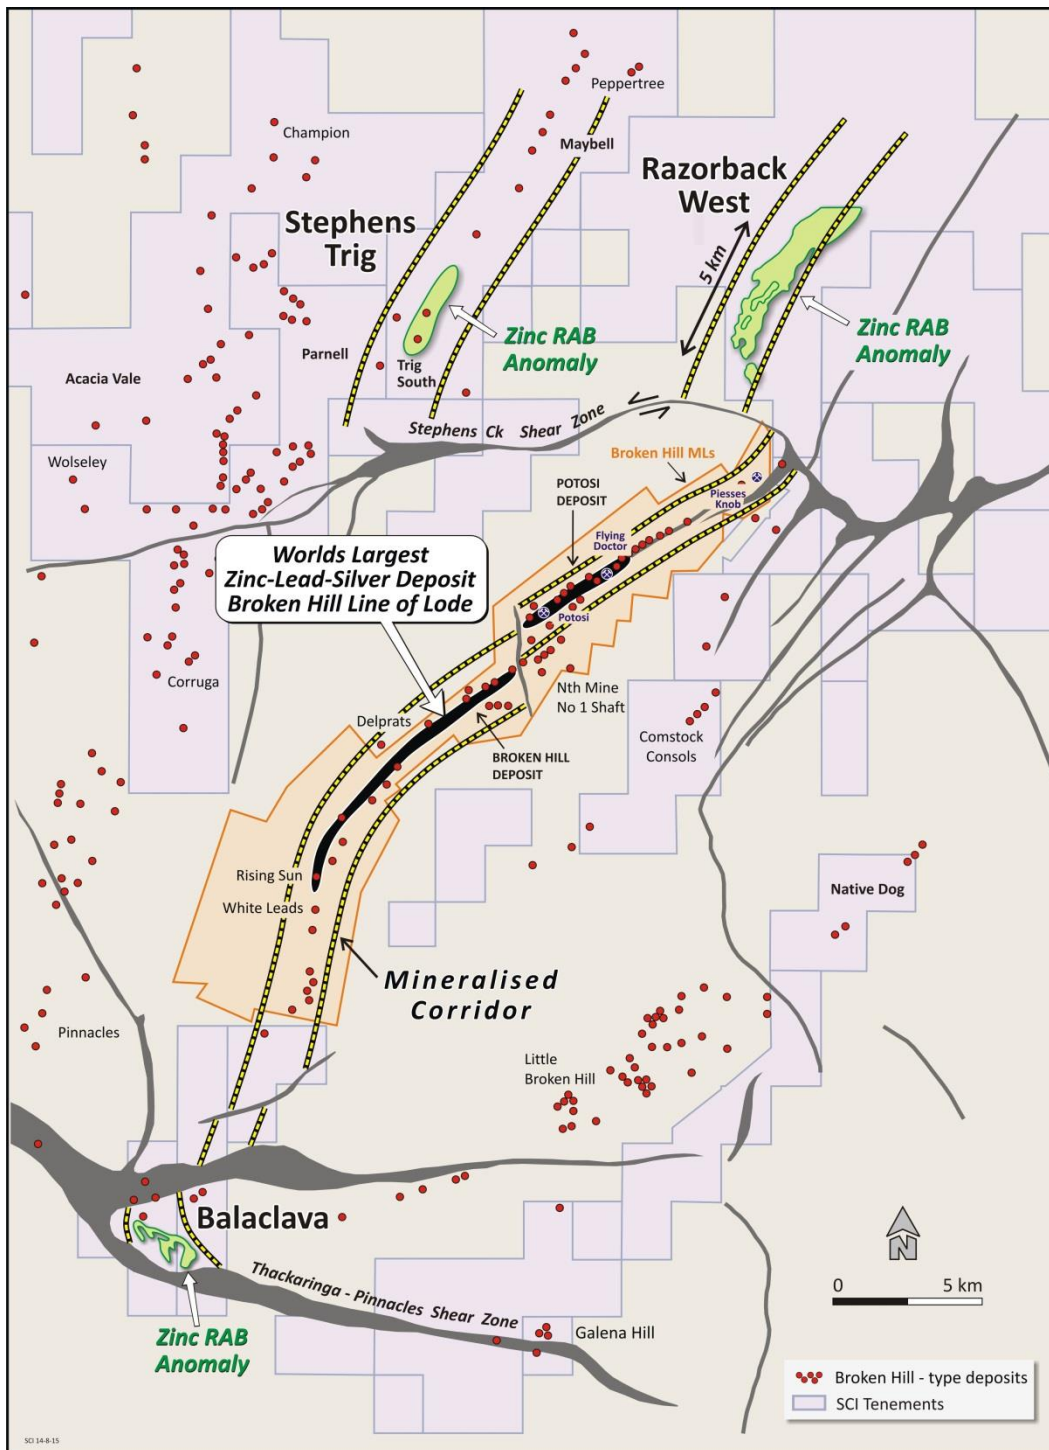 Peppertree
Champion
Maybell
Razorback
West
Stephens
Trig
5 km
Zinc RAB
Anomaly
Zinc RAB
Anomaly
Parnell
Trig
South
Acacia Vale
Stephens Ck Shear Zone
Broken Hill MLs
Wolseley
POTOSI
DEPOSIT
Piesses
Knob
Flying
Doctor
Worlds Largest
Zinc-Lead-Silver Deposit
Broken Hill Line of Lode
Potosi
Corruga
Nth Mine
No 1 Shaft
Delprats
Comstock
Consols
BROKEN HILL
DEPOSIT
Rising Sun
White Leads
Native Dog
Mineralised
Corridor
Pinnacles
Little
Broken Hill
Balaclava
N
Thackaringa - Pinnacles Shear Zone
0 5 km
Zinc RAB
Anomaly
Galena Hill
Broken Hill - type deposits
SCI Tenements
SCI 14-8-15